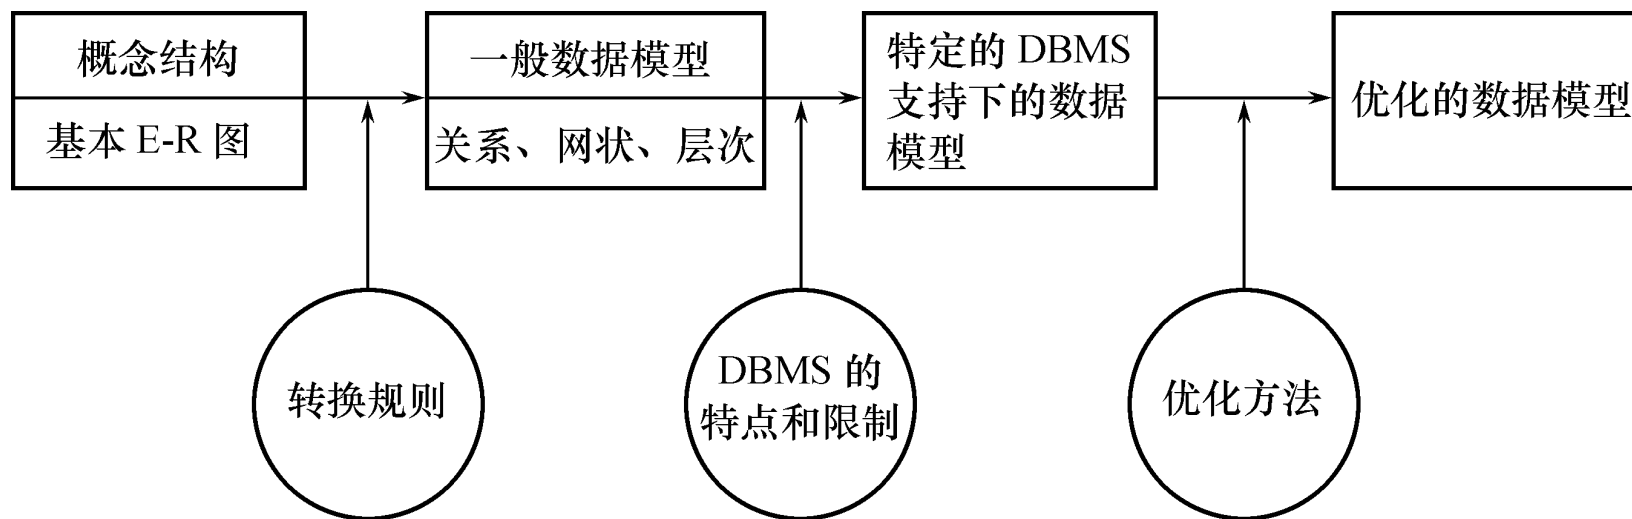 概念结构
基本 E-R 图
一般数据模型
关系、网状、层次
特定的 DBMS
支持下的数据
模型
优化的数据模型
转换规则
DBMS 的
特点和限制
优化方法